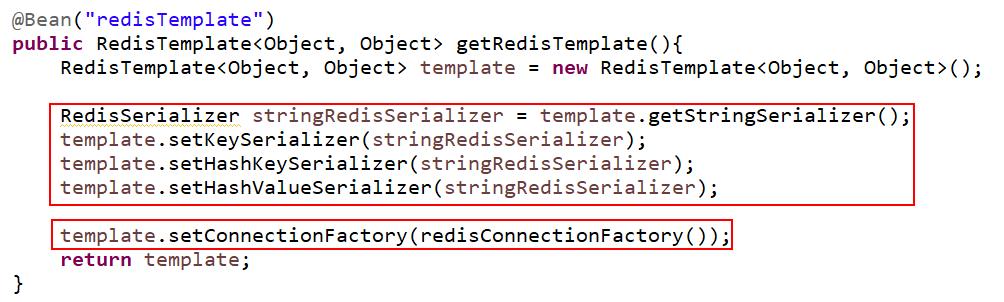 @Bean("redisTemplate")
public RedisTemplate<Object, Object> getRedisTemplate(){
    RedisTemplate<Object, Object> template = new RedisTemplate<Object, Object>();
    RedisSerializer stringRedisSerializer = template.getStringSerializer();
    template.setKeySerializer(stringRedisSerializer);
    template.setHashKeySerializer(stringRedisSerializer);
    template.setHashValueSerializer(stringRedisSerializer);
    template.setConnectionFactory(redisConnectionFactory());
    return template;
}